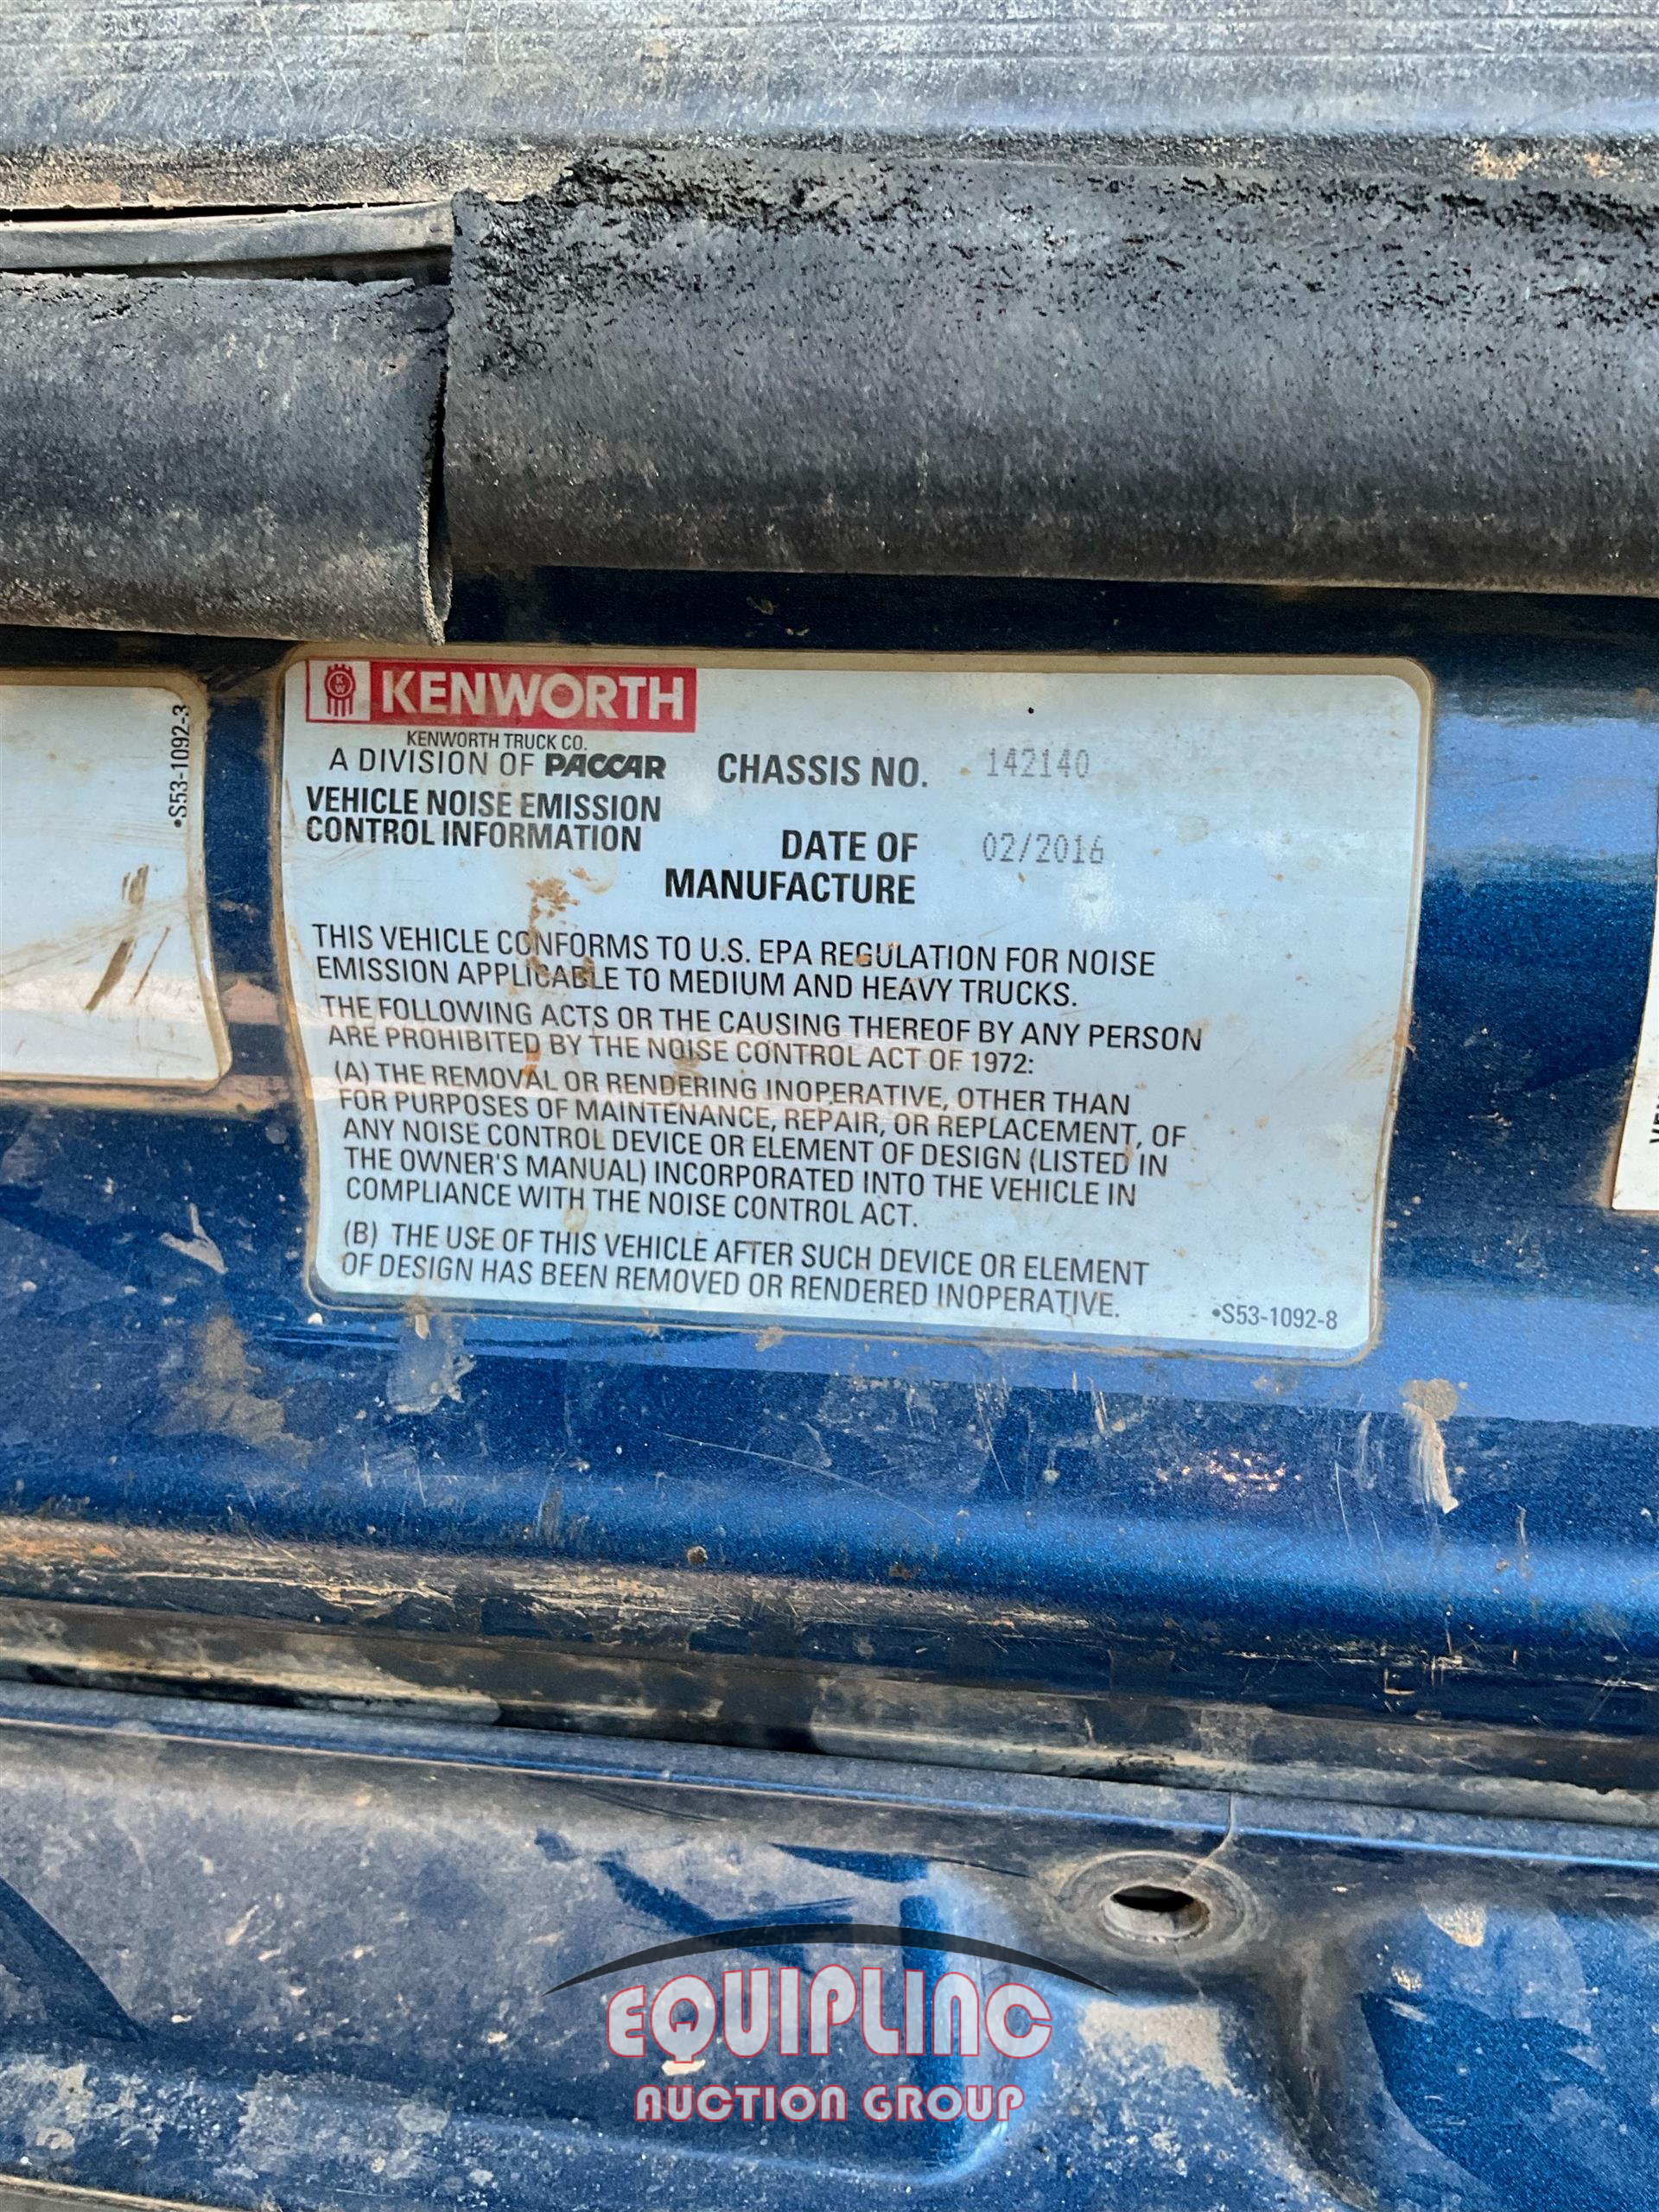 •S53-1092-3
KW
KENWORTH
KENWORTH TRUCK CO.
A DIVISION OF PACCAR
VEHICLE NOISE EMISSION
CONTROL INFORMATION
CHASSIS NO. 142140
DATE OF 02/2016
MANUFACTURE
THIS VEHICLE CONFORMS TO U.S. EPA REGULATION FOR NOISE
EMISSION APPLICABLE TO MEDIUM AND HEAVY TRUCKS.
THE FOLLOWING ACTS OR THE CAUSING THEREOF BY ANY PERSON
ARE PROHIBITED BY THE NOISE CONTROL ACT OF 1972:
(A) THE REMOVAL OR RENDERING INOPERATIVE, OTHER THAN
FOR PURPOSES OF MAINTENANCE, REPAIR, OR REPLACEMENT, OF
ANY NOISE CONTROL DEVICE OR ELEMENT OF DESIGN (LISTED IN
THE OWNER'S MANUAL) INCORPORATED INTO THE VEHICLE IN
COMPLIANCE WITH THE NOISE CONTROL ACT.
(B) THE USE OF THIS VEHICLE AFTER SUCH DEVICE OR ELEMENT
OF DESIGN HAS BEEN REMOVED OR RENDERED INOPERATIVE.
•S53-1092-8
EQUIPLINC
AUCTION GROUP